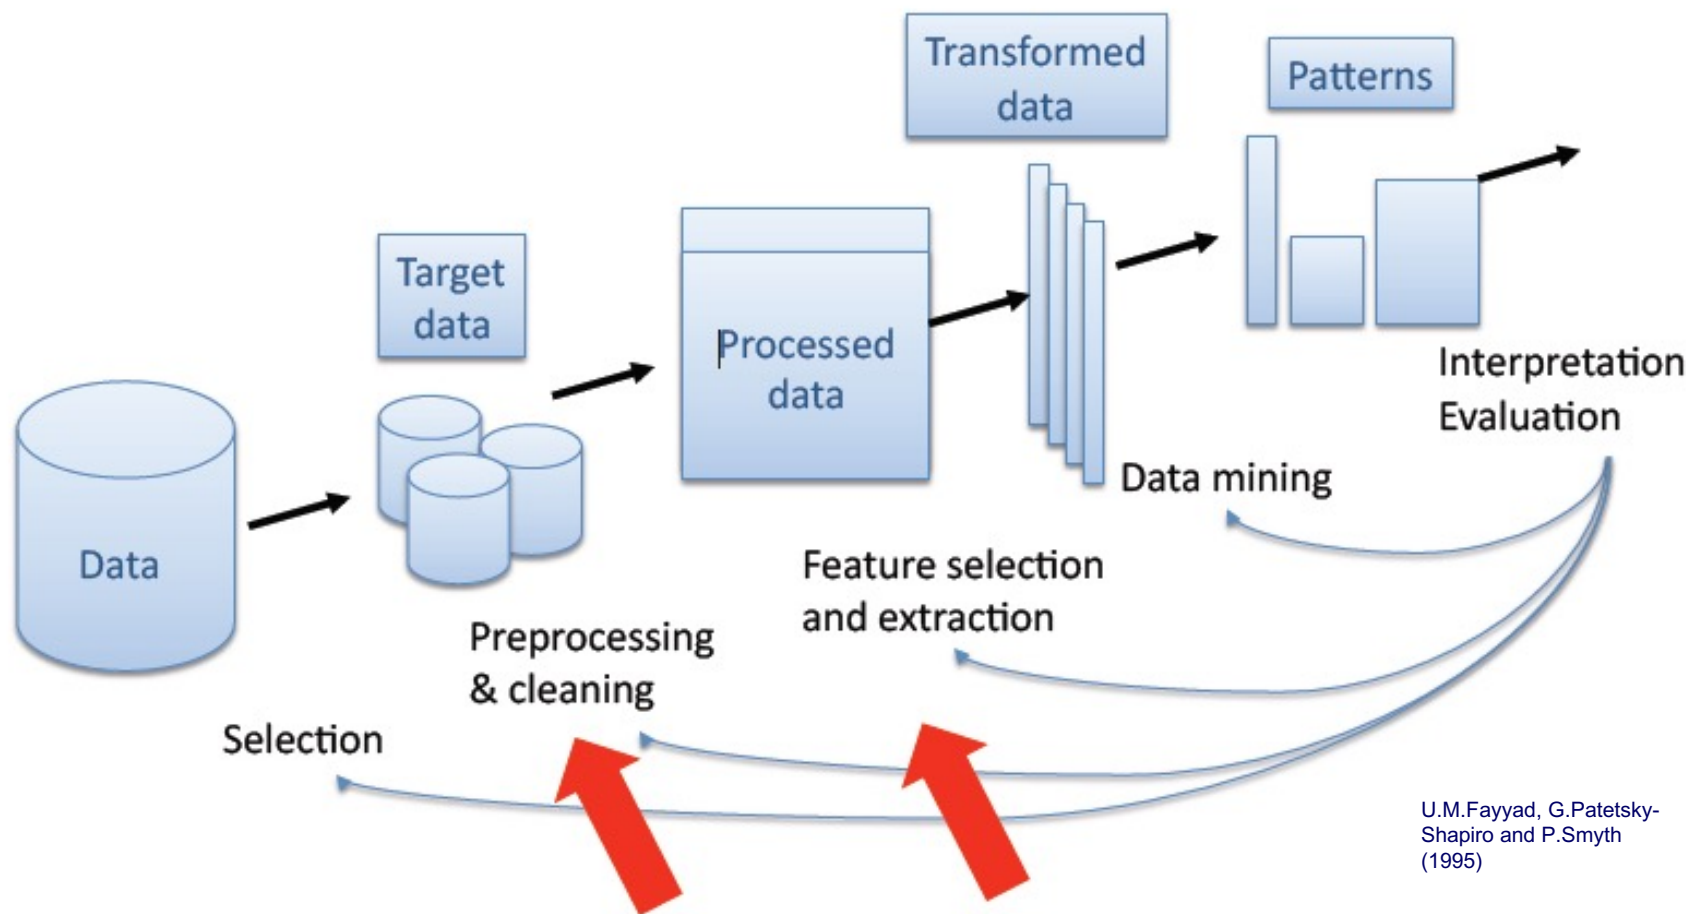 Transformed
data
Patterns
Target
data
Processed
data
Data
Interpretation
Evaluation
Data mining
Feature selection
and extraction
Preprocessing
& cleaning
Selection
U.M.Fayyad, G.Patetsky-
Shapiro and P.Smyth
(1995)